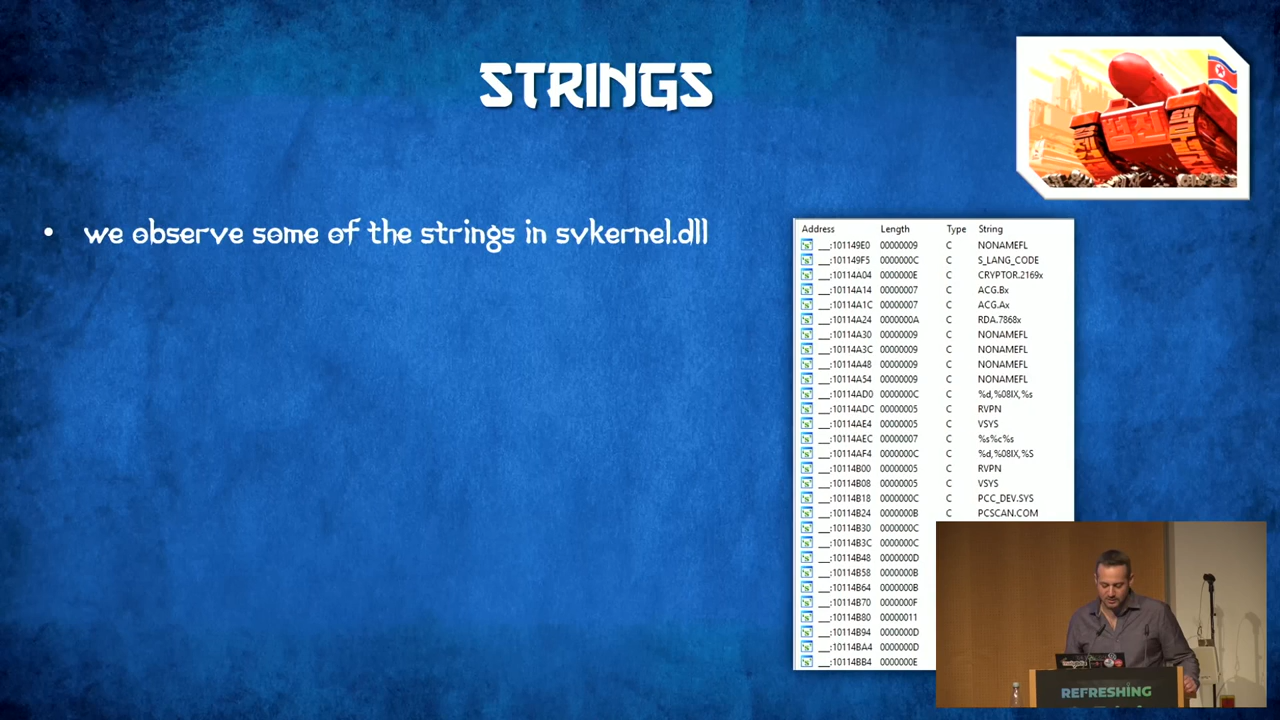 STRINGS
• we observe some of the strings in svkernel.dll
Address Length Type String
__:101149E0 00000009 C NONAMEFL
__:101149F5 0000000C C S_LANG_CODE
__:10114A04 0000000E C CRYPTOR.2169x
__:10114A14 00000007 C ACG.Bx
__:10114A1C 00000007 C ACG.Ax
__:10114A24 0000000A C RDA.7868x
__:10114A30 00000009 C NONAMEFL
__:10114A3C 00000009 C NONAMEFL
__:10114A48 00000009 C NONAMEFL
__:10114A54 00000009 C NONAMEFL
__:10114AD0 0000000C C %d,%08lX,%s
__:10114ADC 00000005 C RVPN
__:10114AE4 00000005 C VSYS
__:10114AEC 00000007 C %s%c%s
__:10114AF4 0000000C C %d,%08lX,%S
__:10114B00 00000005 C RVPN
__:10114B08 00000005 C VSYS
__:10114B18 0000000C C PCC_DEV.SYS
__:10114B24 0000000B C PCSCAN.COM
__:10114B30 0000000C
__:10114B3C 0000000C
__:10114B48 0000000D
__:10114B58 0000000B
__:10114B64 0000000B
__:10114B70 0000000F
__:10114B80 00000011
__:10114B94 0000000D
__:10114BA4 0000000D
__:10114BB4 0000000E
REFRESHING